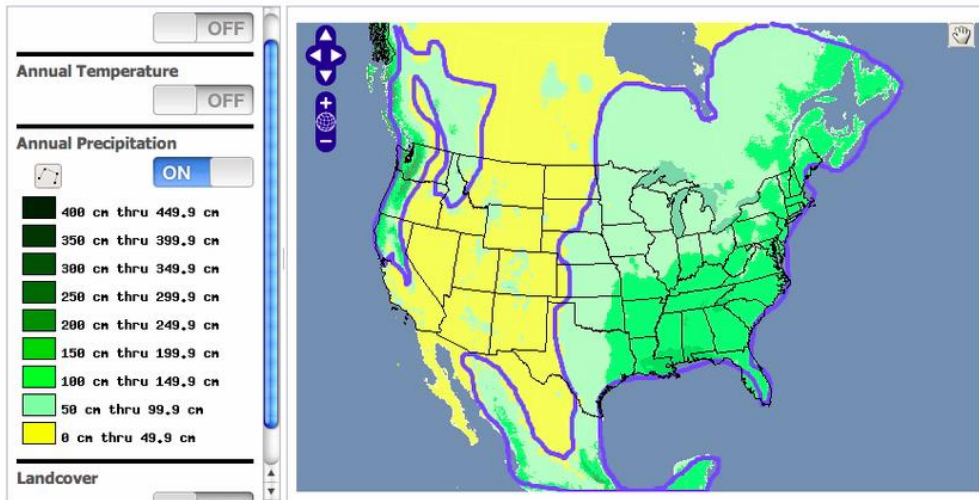 OFF
Annual Temperature
OFF
Annual Precipitation
ON
400 cm thru 449.9 cm
350 cm thru 399.9 cm
300 cm thru 349.9 cm
250 cm thru 299.9 cm
200 cm thru 249.9 cm
150 cm thru 199.9 cm
100 cm thru 149.9 cm
50 cm thru 99.9 cm
0 cm thru 49.9 cm
Landcover